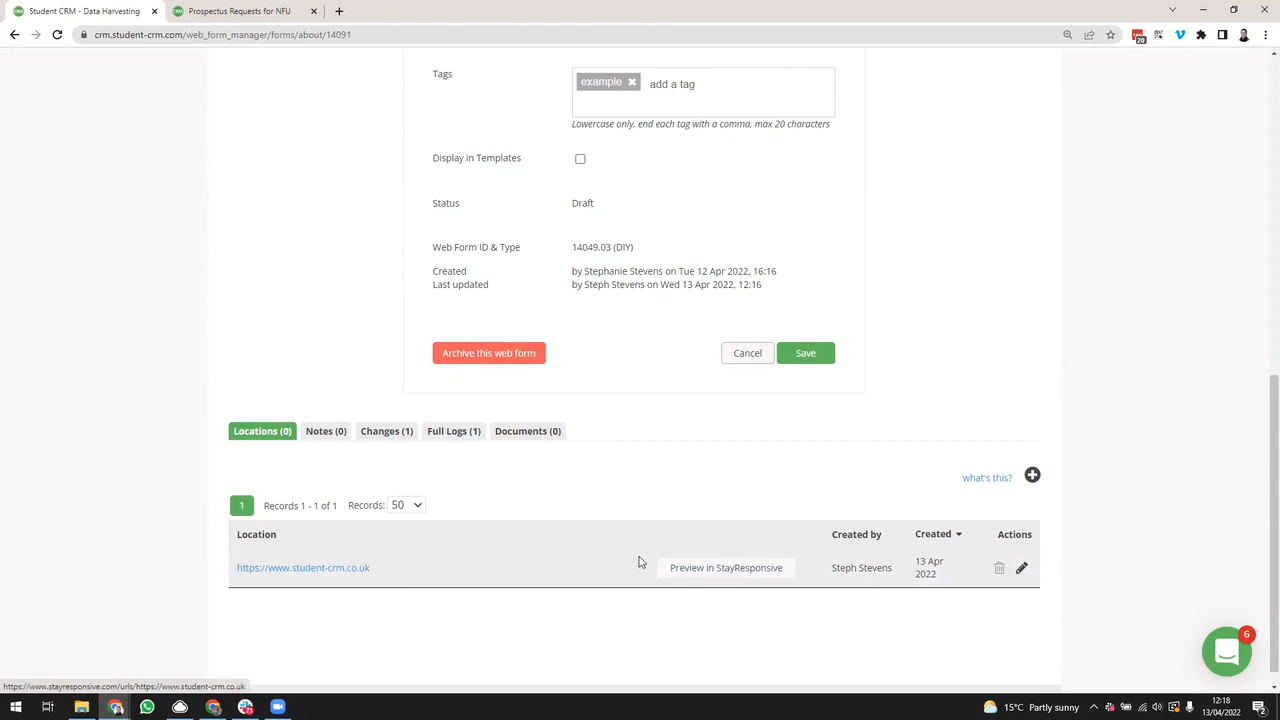 Student CRM - Data Harvesting
Prospectus Requests for NFU
crm.student-crm.com/web_form_manager/forms/about/14091
20
Tags
example
add a tag
Lowercase only, end each tag with a comma, max 20 characters
Display in Templates
Status
Draft
Web Form ID & Type
14049.03 (DIY)
Created
by Stephanie Stevens on Tue 12 Apr 2022, 16:16
Last updated
by Steph Stevens on Wed 13 Apr 2022, 12:16
Archive this web form
Cancel
Save
Locations (0)
Notes (0)
Changes (1)
Full Logs (1)
Documents (0)
what's this?
1
Records 1 - 1 of 1
Records:
50
Location
Created by
Created
Actions
https://www.student-crm.co.uk
Preview in StayResponsive
Steph Stevens
13 Apr
2022
6
https://www.stayresponsive.com/urls/https://www.student-crm.co.uk
15°C Partly sunny
12:18
13/04/2022
2